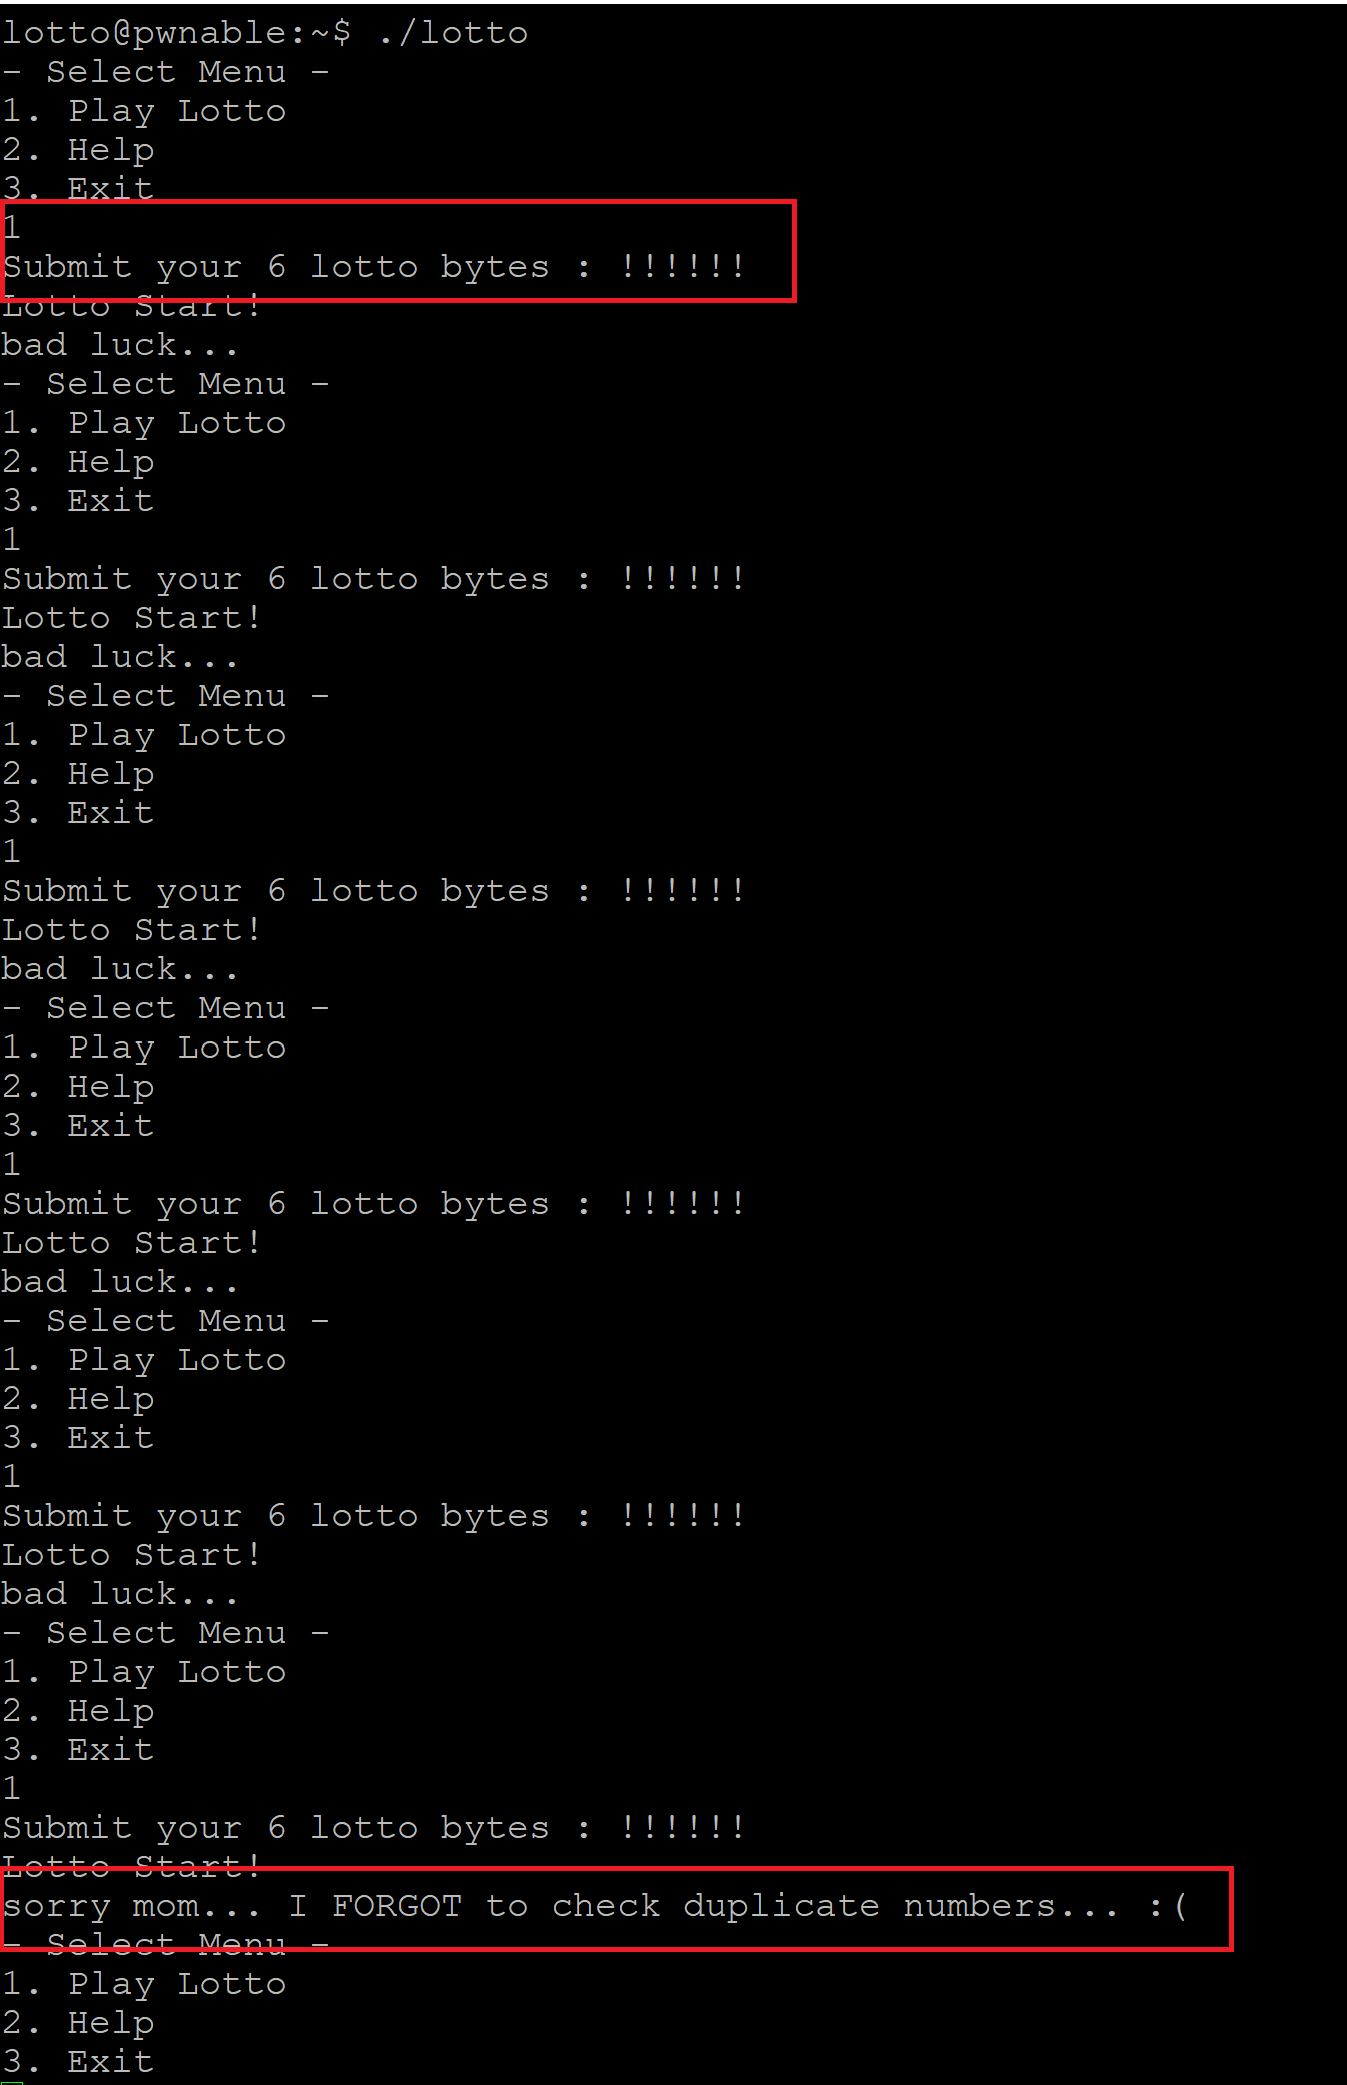 lotto@pwnable:~$ ./lotto
- Select Menu -
1. Play Lotto
2. Help
3. Exit
1
Submit your 6 lotto bytes : !!!!!!
Lotto Start!
bad luck...
- Select Menu -
1. Play Lotto
2. Help
3. Exit
1
Submit your 6 lotto bytes : !!!!!!
Lotto Start!
bad luck...
- Select Menu -
1. Play Lotto
2. Help
3. Exit
1
Submit your 6 lotto bytes : !!!!!!
Lotto Start!
bad luck...
- Select Menu -
1. Play Lotto
2. Help
3. Exit
1
Submit your 6 lotto bytes : !!!!!!
Lotto Start!
bad luck...
- Select Menu -
1. Play Lotto
2. Help
3. Exit
1
Submit your 6 lotto bytes : !!!!!!
Lotto Start!
bad luck...
- Select Menu -
1. Play Lotto
2. Help
3. Exit
1
Submit your 6 lotto bytes : !!!!!!
Lotto Start!
sorry mom... I FORGOT to check duplicate numbers... :(
- Select Menu -
1. Play Lotto
2. Help
3. Exit